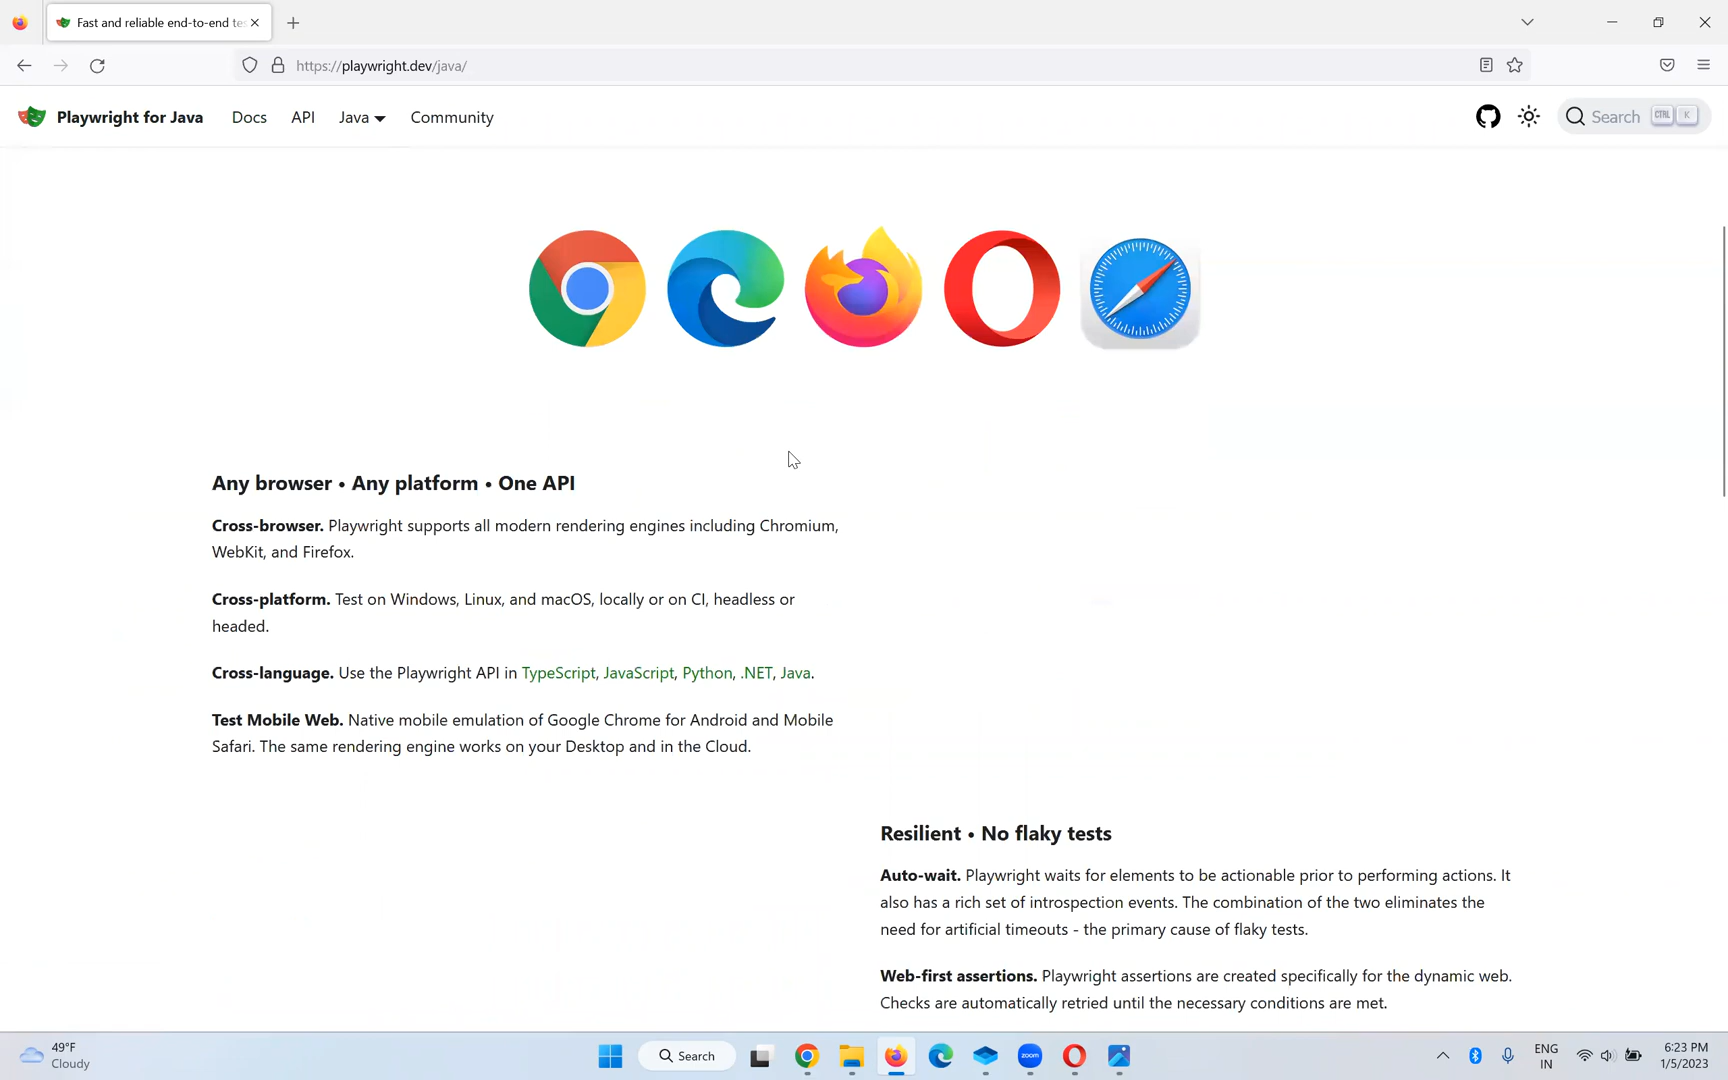 Fast and reliable end-to-end te
https://playwright.dev/java/
Playwright for Java
Docs
API
Java
Community
Search
CTRL
K
Any browser • Any platform • One API
Cross-browser. Playwright supports all modern rendering engines including Chromium,
WebKit, and Firefox.
Cross-platform. Test on Windows, Linux, and macOS, locally or on CI, headless or
headed.
Cross-language. Use the Playwright API in TypeScript, JavaScript, Python, .NET, Java.
Test Mobile Web. Native mobile emulation of Google Chrome for Android and Mobile
Safari. The same rendering engine works on your Desktop and in the Cloud.
Resilient • No flaky tests
Auto-wait. Playwright waits for elements to be actionable prior to performing actions. It
also has a rich set of introspection events. The combination of the two eliminates the
need for artificial timeouts - the primary cause of flaky tests.
Web-first assertions. Playwright assertions are created specifically for the dynamic web.
Checks are automatically retried until the necessary conditions are met.
49°F
Cloudy
Search
zoom
ENG
IN
6:23 PM
1/5/2023